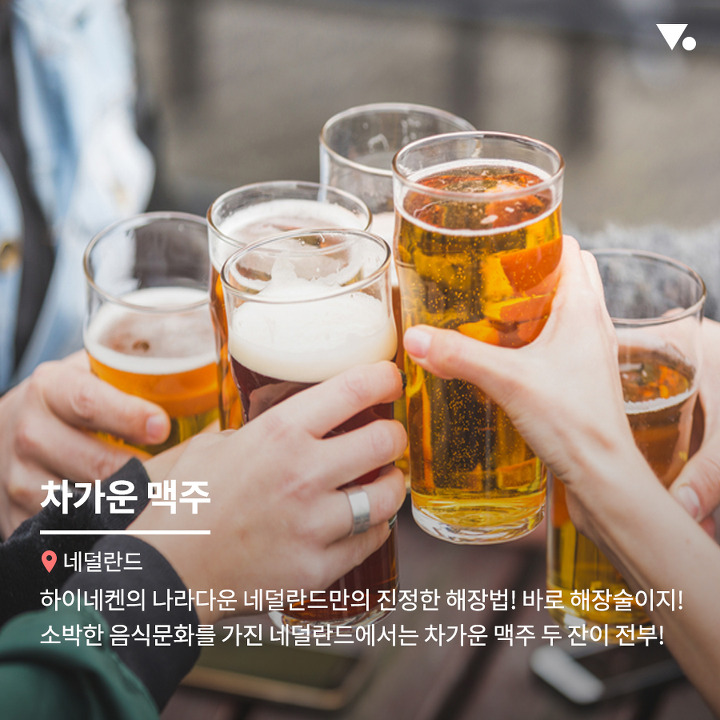 차가운 맥주
네덜란드
하이네켄의 나라다운 네덜란드만의 진정한 해장법! 바로 해장술이지!
소박한 음식문화를 가진 네덜란드에서는 차가운 맥주 두 잔이 전부!